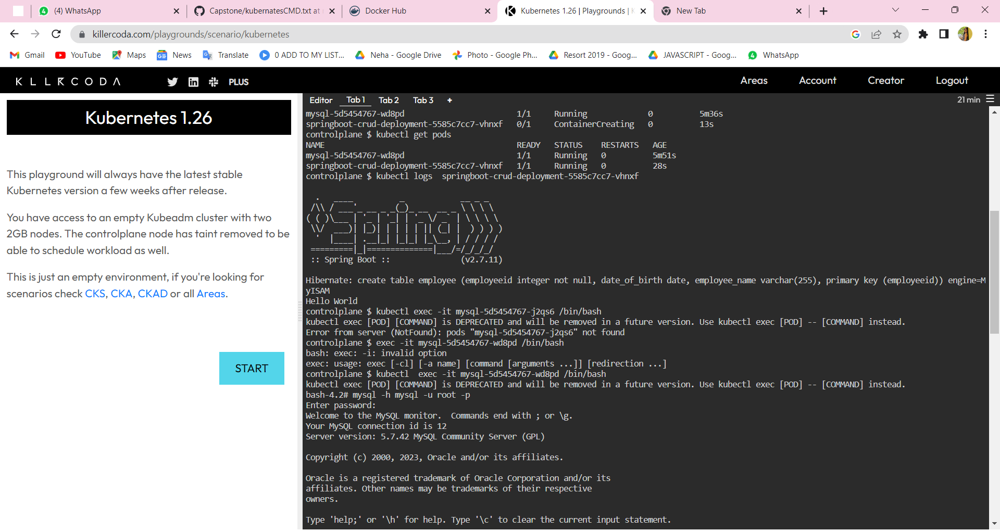 (4) WhatsApp
Capstone/kubernatesCMD.txt at
Docker Hub
Kubernetes 1.26 | Playgrounds | K
New Tab
killercoda.com/playgrounds/scenario/kubernetes
Gmail
YouTube
Maps
News
Translate
0 ADD TO MY LIST...
Neha - Google Drive
Photo - Google Ph...
Resort 2019 - Goog...
JAVASCRIPT - Goog...
WhatsApp
KILLERCODA
PLUS
Areas
Account
Creator
Logout
Kubernetes 1.26
This playground will always have the latest stable
Kubernetes version a few weeks after release.
You have access to an empty Kubeadm cluster with two
2GB nodes. The controlplane node has taint removed to be
able to schedule workload as well.
This is just an empty environment, if you're looking for
scenarios check CKS, CKA, CKAD or all Areas.
START
Editor Tab 1 Tab 2 Tab 3 +
21 min
mysql-5d5454767-wd8pd 1/1 Running 0 5m36s
springboot-crud-deployment-5585c7cc7-vhnxf 0/1 ContainerCreating 0 13s
controlplane $ kubectl get pods
NAME READY STATUS RESTARTS AGE
mysql-5d5454767-wd8pd 1/1 Running 0 5m51s
springboot-crud-deployment-5585c7cc7-vhnxf 1/1 Running 0 28s
controlplane $ kubectl logs  springboot-crud-deployment-5585c7cc7-vhnxf
Spring
:: Spring Boot :: (v2.7.11)
Hibernate: create table employee (employeeid integer not null, date_of_birth date, employee_name varchar(255), primary key (employeeid)) engine=M
yISAM
Hello World
controlplane $ kubectl exec -it mysql-5d5454767-j2qs6 /bin/bash
kubectl exec [POD] [COMMAND] is DEPRECATED and will be removed in a future version. Use kubectl exec [POD] -- [COMMAND] instead.
Error from server (NotFound): pods "mysql-5d5454767-j2qs6" not found
controlplane $ exec -it mysql-5d5454767-wd8pd /bin/bash
bash: exec: -i: invalid option
exec: usage: exec [-cl] [-a name] [command [arguments ...]] [redirection ...]
controlplane $ kubectl  exec -it mysql-5d5454767-wd8pd /bin/bash
kubectl exec [POD] [COMMAND] is DEPRECATED and will be removed in a future version. Use kubectl exec [POD] -- [COMMAND] instead.
bash-4.2# mysql -h mysql -u root -p
Enter password:
Welcome to the MySQL monitor.  Commands end with ; or \g.
Your MySQL connection id is 12
Server version: 5.7.42 MySQL Community Server (GPL)
Copyright (c) 2000, 2023, Oracle and/or its affiliates.
Oracle is a registered trademark of Oracle Corporation and/or its
affiliates. Other names may be trademarks of their respective
owners.
Type 'help;' or '\h' for help. Type '\c' to clear the current input statement.